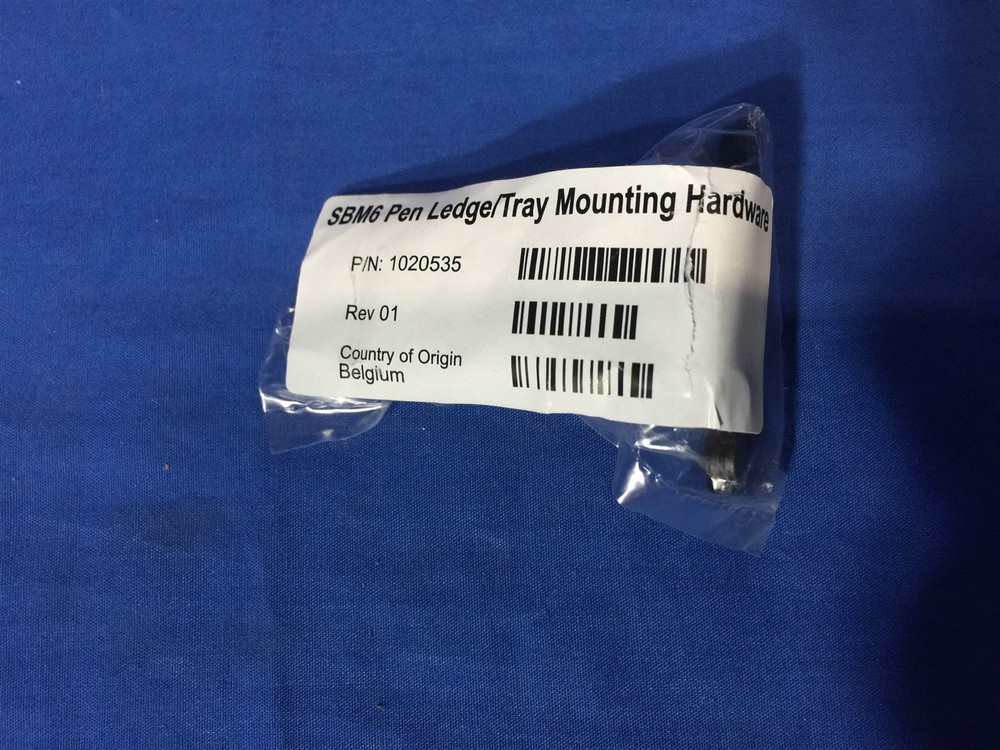 SBM6 Pen Ledge/Tray Mounting Hardware
P/N: 1020535
Rev 01
Country of Origin
Belgium